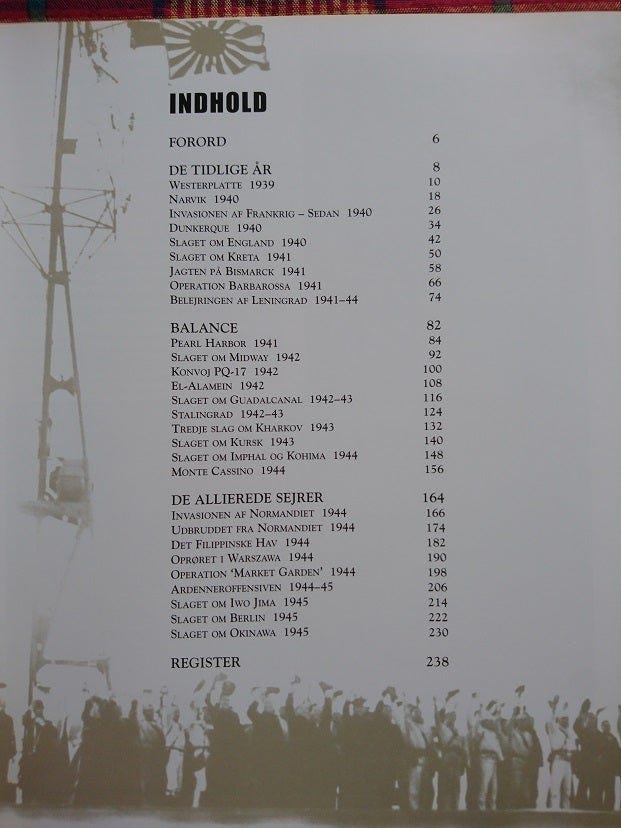 INDHOLD
FORORD 6
DE TIDLIGE ÅR 8
WESTERPLATTE 1939 10
NARVIK 1940 18
INVASIONEN AF FRANKRIG – SEDAN 1940 26
DUNKERQUE 1940 34
SLAGET OM ENGLAND 1940 42
SLAGET OM KRETA 1941 50
JAGTEN PÅ BISMARCK 1941 58
OPERATION BARBAROSSA 1941 66
BELEJRINGEN AF LENINGRAD 1941–44 74
BALANCE 82
PEARL HARBOR 1941 84
SLAGET OM MIDWAY 1942 92
KONVOJ PQ-17 1942 100
EL-ALAMEIN 1942 108
SLAGET OM GUADALCANAL 1942–43 116
STALINGRAD 1942–43 124
TREDJE SLAG OM KHARKOV 1943 132
SLAGET OM KURSK 1943 140
SLAGET OM IMPHAL OG KOHIMA 1944 148
MONTE CASSINO 1944 156
DE ALLIEREDE SEJRER 164
INVASIONEN AF NORMANDIET 1944 166
UDBRUDDET FRA NORMANDIET 1944 174
DET FILIPPINSKE HAV 1944 182
OPRØRET I WARSZAWA 1944 190
OPERATION ‘MARKET GARDEN’ 1944 198
ARDENNEROFFENSIVEN 1944–45 206
SLAGET OM IWO JIMA 1945 214
SLAGET OM BERLIN 1945 222
SLAGET OM OKINAWA 1945 230
REGISTER 238